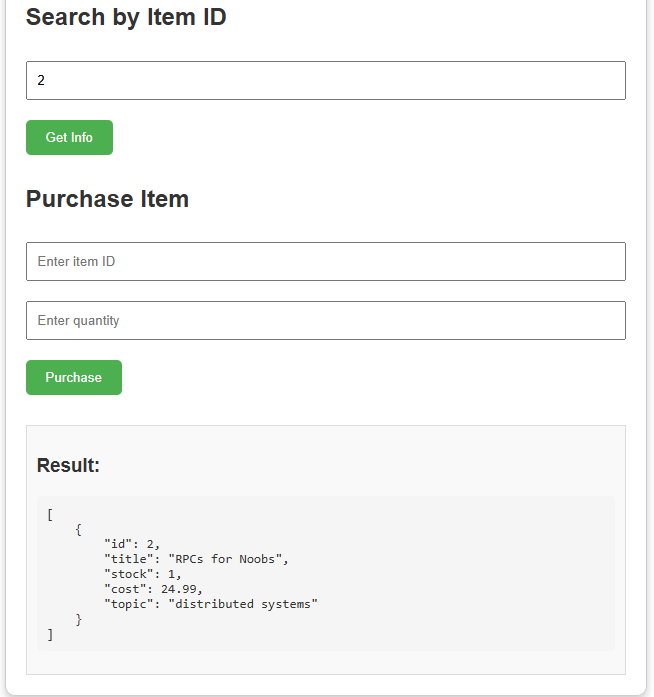 Search by Item ID
2
Get Info
Purchase Item
Enter item ID
Enter quantity
Purchase
Result:
[
    {
        "id": 2,
        "title": "RPCs for Noobs",
        "stock": 1,
        "cost": 24.99,
        "topic": "distributed systems"
    }
]